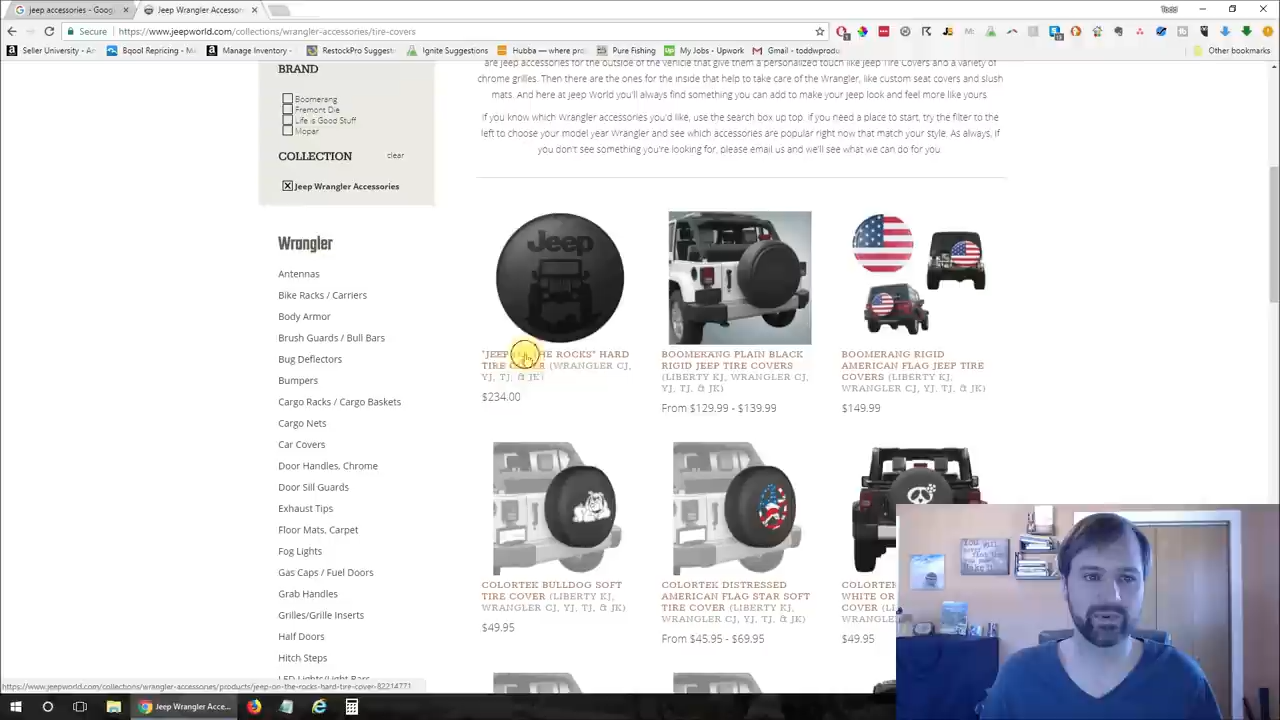 jeep accessories - Goog
Jeep Wrangler Accessori
Todd
Secure
https://www.jeepworld.com/collections/wrangler-accessories/tire-covers
Seller University - An
Bqool Repricing - Me
Manage Inventory -
RestockPro Suggest
Ignite Suggestions
Hubba — where pro
Pure Fishing
My Jobs - Upwork
Gmail - toddwprodu
Other bookmarks
BRAND
Boomerang
Fremont Die
Life is Good Stuff
Mopar
COLLECTION
clear
Jeep Wrangler Accessories
are Jeep accessories for the outside of the vehicle that give them a personalized touch like Jeep Tire Covers and a variety of
chrome grilles. Then there are the ones for the inside that help to take care of the Wrangler, like custom seat covers and slush
mats. And here at Jeep World you'll always find something you can add to make your Jeep look and feel more like yours
If you know which Wrangler accessories you'd like, use the search box up top. If you need a place to start, try the filter to the
left to choose your model year Wrangler and see which accessories are popular right now that match your style. As always, if
you don't see something you're looking for, please email us and we'll see what we can do for you
Wrangler
Antennas
Bike Racks / Carriers
Body Armor
Brush Guards / Bull Bars
Bug Deflectors
Bumpers
Cargo Racks / Cargo Baskets
Cargo Nets
Car Covers
Door Handles, Chrome
Door Sill Guards
Exhaust Tips
Floor Mats, Carpet
Fog Lights
Gas Caps / Fuel Doors
Grab Handles
Grilles/Grille Inserts
Half Doors
Hitch Steps
LED Lights/Light Bars
Jeep
"JEEP THE ROCKS" HARD
TIRE COVER (WRANGLER CJ,
YJ, TJ, & JK)
$234.00
BOOMERANG PLAIN BLACK
RIGID JEEP TIRE COVERS
(LIBERTY KJ, WRANGLER CJ,
YJ, TJ, & JK)
From $129.99 - $139.99
BOOMERANG RIGID
AMERICAN FLAG JEEP TIRE
COVERS (LIBERTY KJ,
WRANGLER CJ, YJ, TJ, & JK)
$149.99
COLORTEK BULLDOG SOFT
TIRE COVER (LIBERTY KJ,
WRANGLER CJ, YJ, TJ, & JK)
$49.95
COLORTEK DISTRESSED
AMERICAN FLAG STAR SOFT
TIRE COVER (LIBERTY KJ,
WRANGLER CJ, YJ, TJ, & JK)
From $45.95 - $69.95
COLORTE
WHITE OR
COVER (L
WRANGLE
$49.95
https://www.jeepworld.com/collections/wrangler-accessories/products/jeep-on-the-rocks-hard-tire-cover-82214771
Jeep Wrangler Acce...